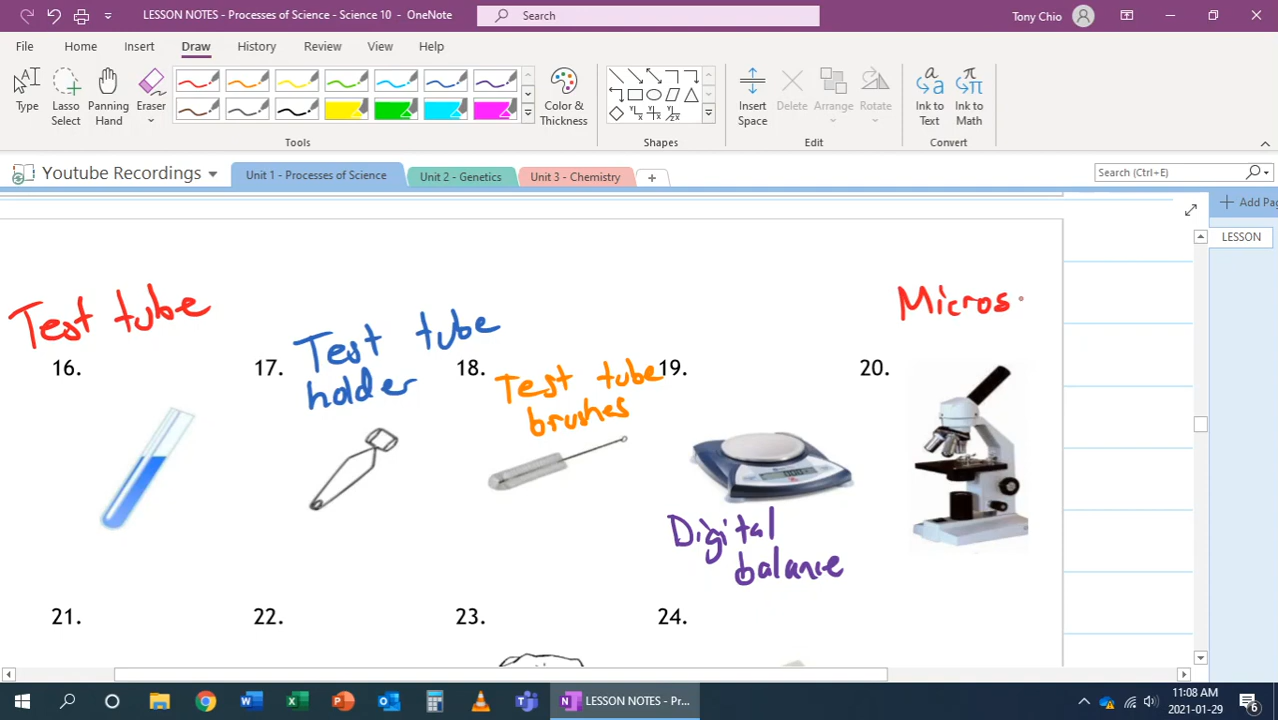 LESSON NOTES - Processes of Science - Science 10 - OneNote
Search
Tony Chio
File Home Insert Draw History Review View Help
Type
Lasso Select
Panning Hand
Eraser
Color & Thickness
Insert Space
Delete
Arrange
Rotate
Ink to Text
Ink to Math
Tools
Shapes
Edit
Convert
Youtube Recordings
Unit 1 - Processes of Science
Unit 2 - Genetics
Unit 3 - Chemistry
Search (Ctrl+E)
Add Pag
LESSON
Test tube
Test tube
holder
Test tube
brushes
Micros
16. 17. 18. 19. 20.
Digital
balance
21. 22. 23. 24.
LESSON NOTES - Pr...
11:08 AM
2021-01-29
6